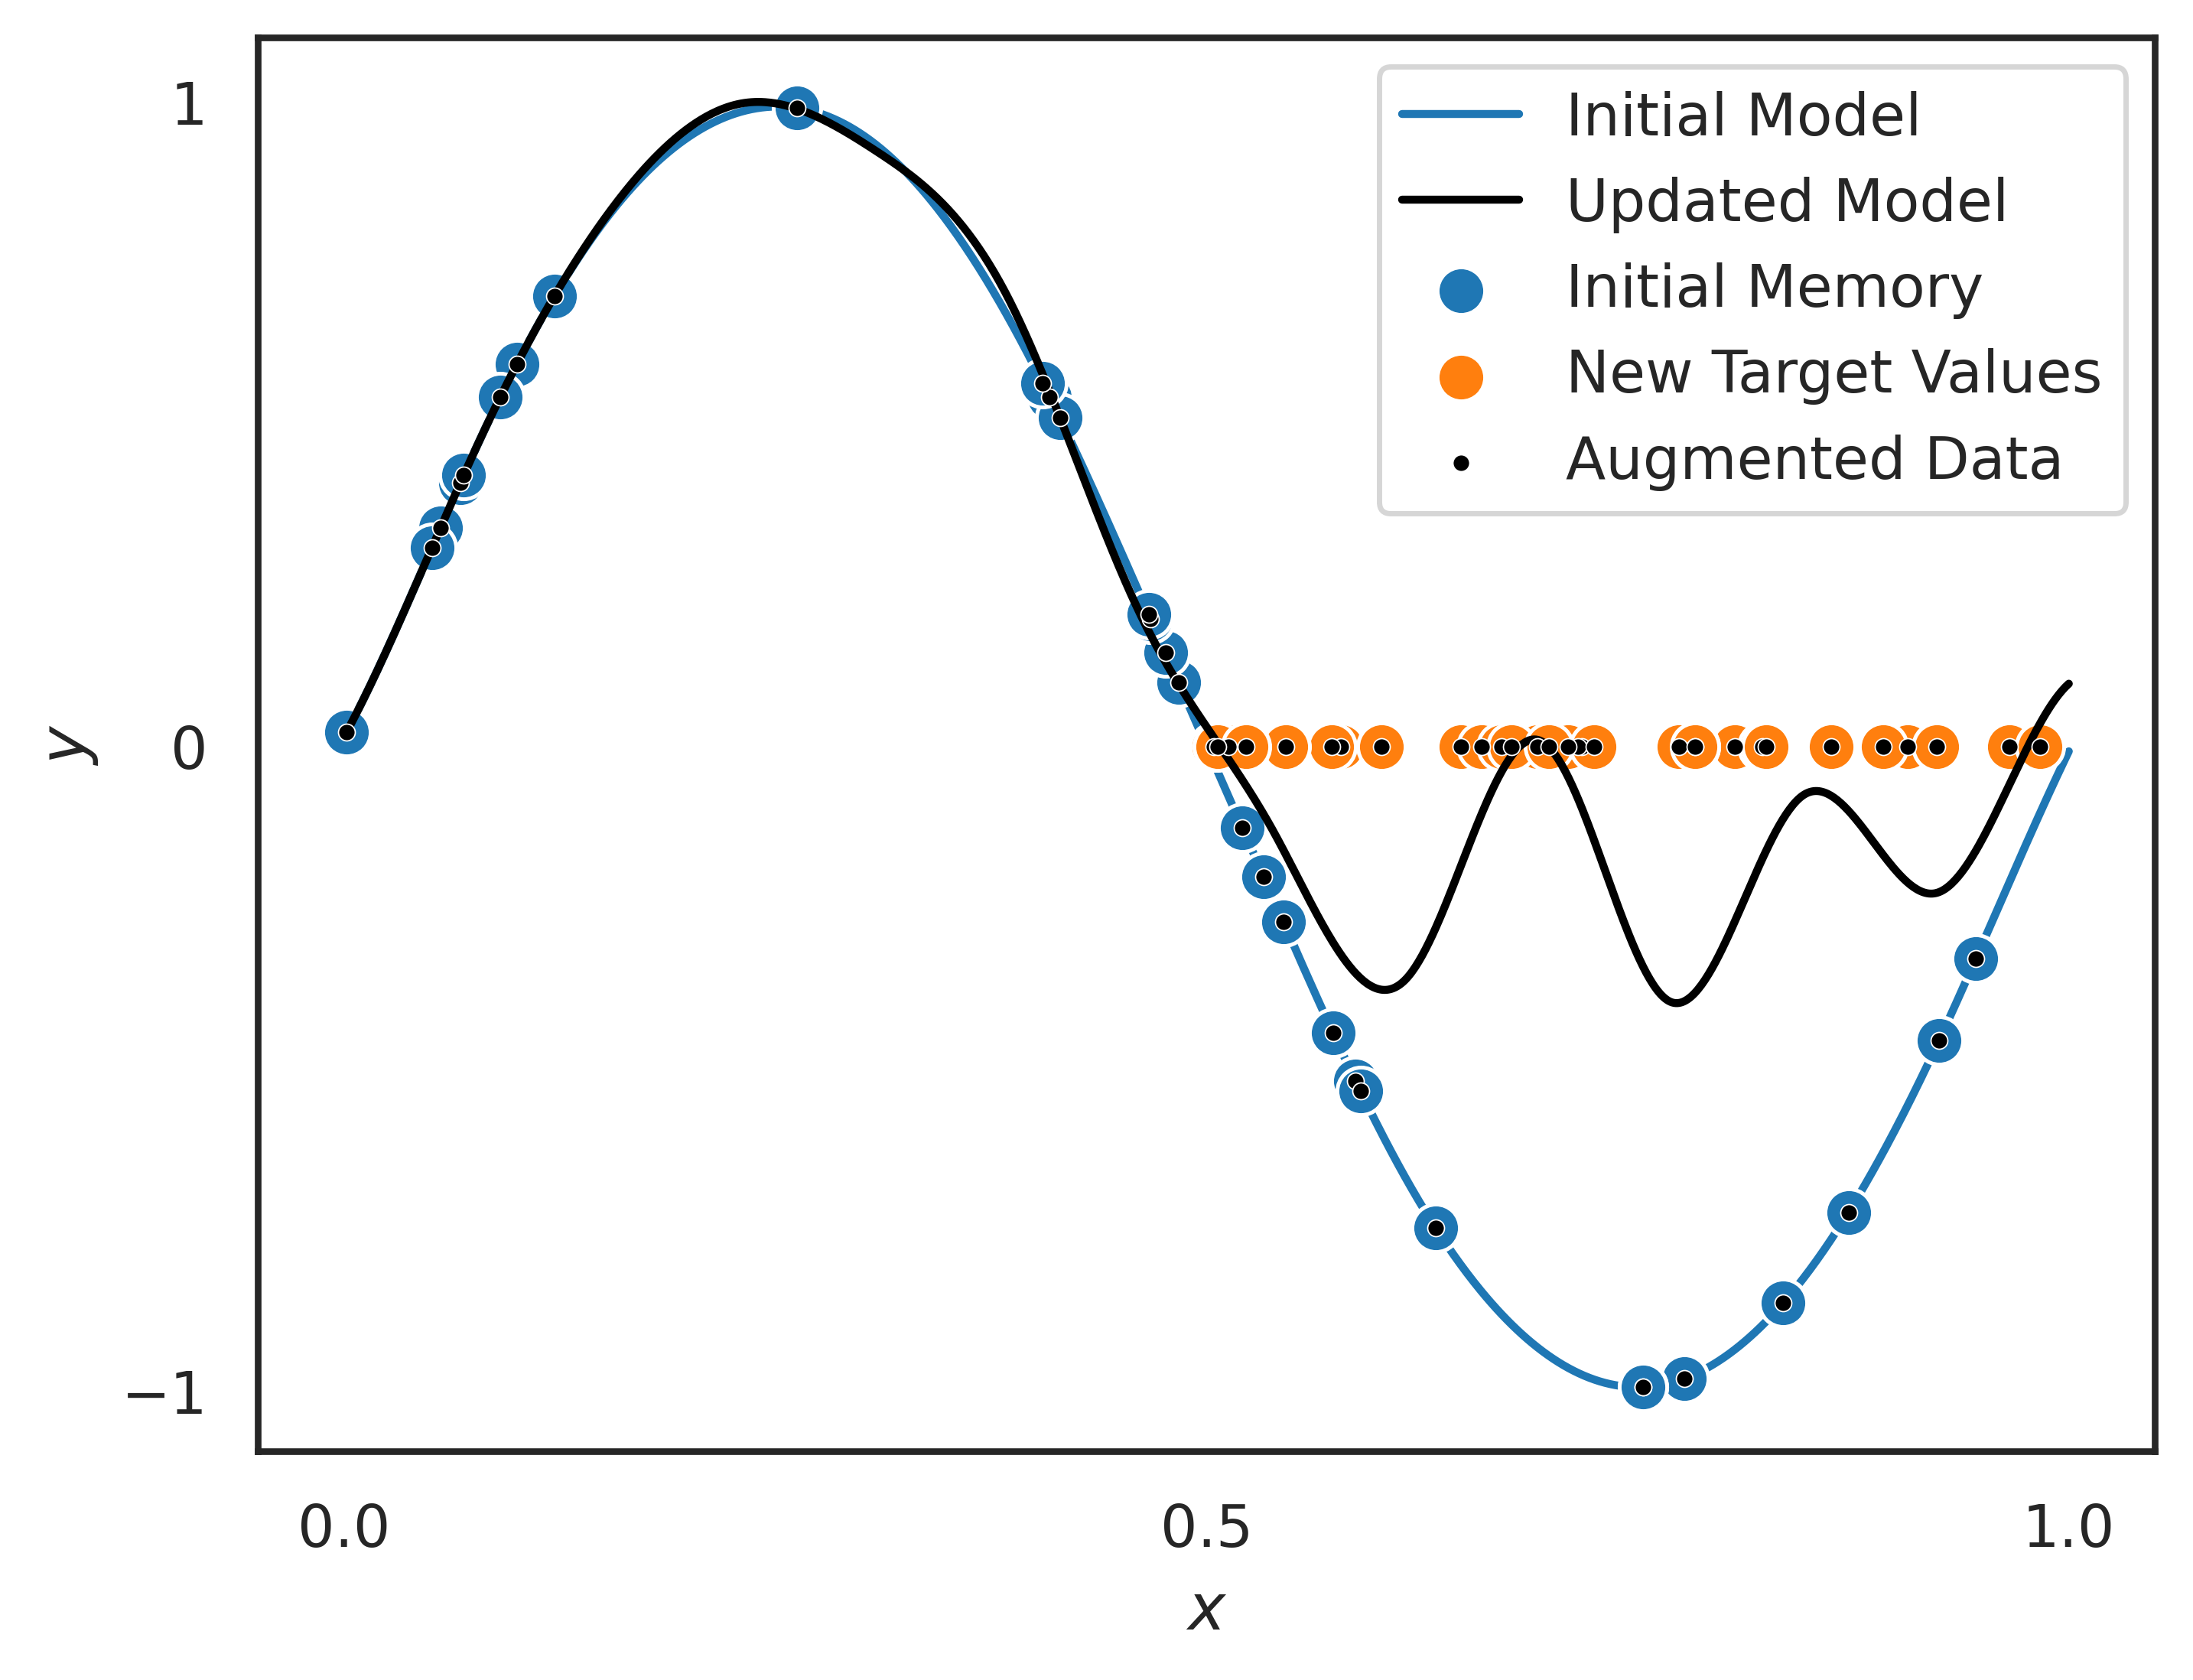 1
0
−1
y
0.0
0.5
1.0
x
Initial Model
Updated Model
Initial Memory
New Target Values
Augmented Data